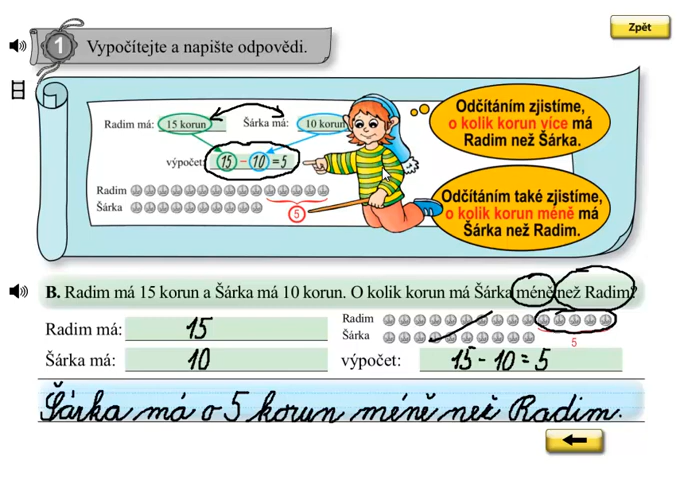 Zpět
1 Vypočítejte a napište odpovědi.
Radim má: 15 korun Šárka má: 10 korun
výpočet: 15 - 10 = 5
Radim
Šárka
5
Odčítáním zjistíme,
o kolik korun více má
Radim než Šárka.
Odčítáním také zjistíme,
o kolik korun méně má
Šárka než Radim.
B. Radim má 15 korun a Šárka má 10 korun. O kolik korun má Šárka méně než Radim?
Radim má: 15
Šárka má: 10
Radim
Šárka
5
výpočet: 15 - 10 = 5
Šárka má o 5 korun méně než Radim.